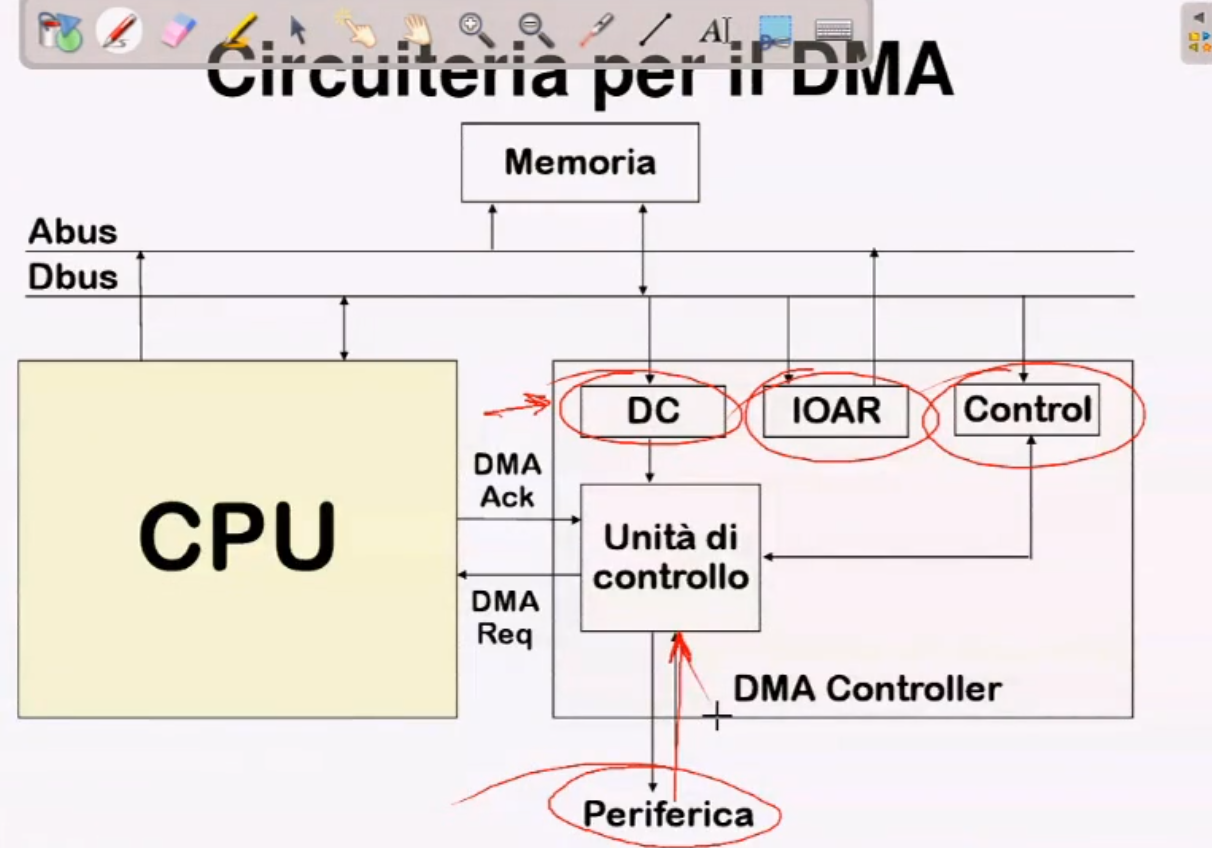 Circuiteria per il DMA
Memoria
Abus
Dbus
DC
IOAR
Control
DMA
Ack
CPU
Unità di
controllo
DMA
Req
DMA Controller
Periferica
AI